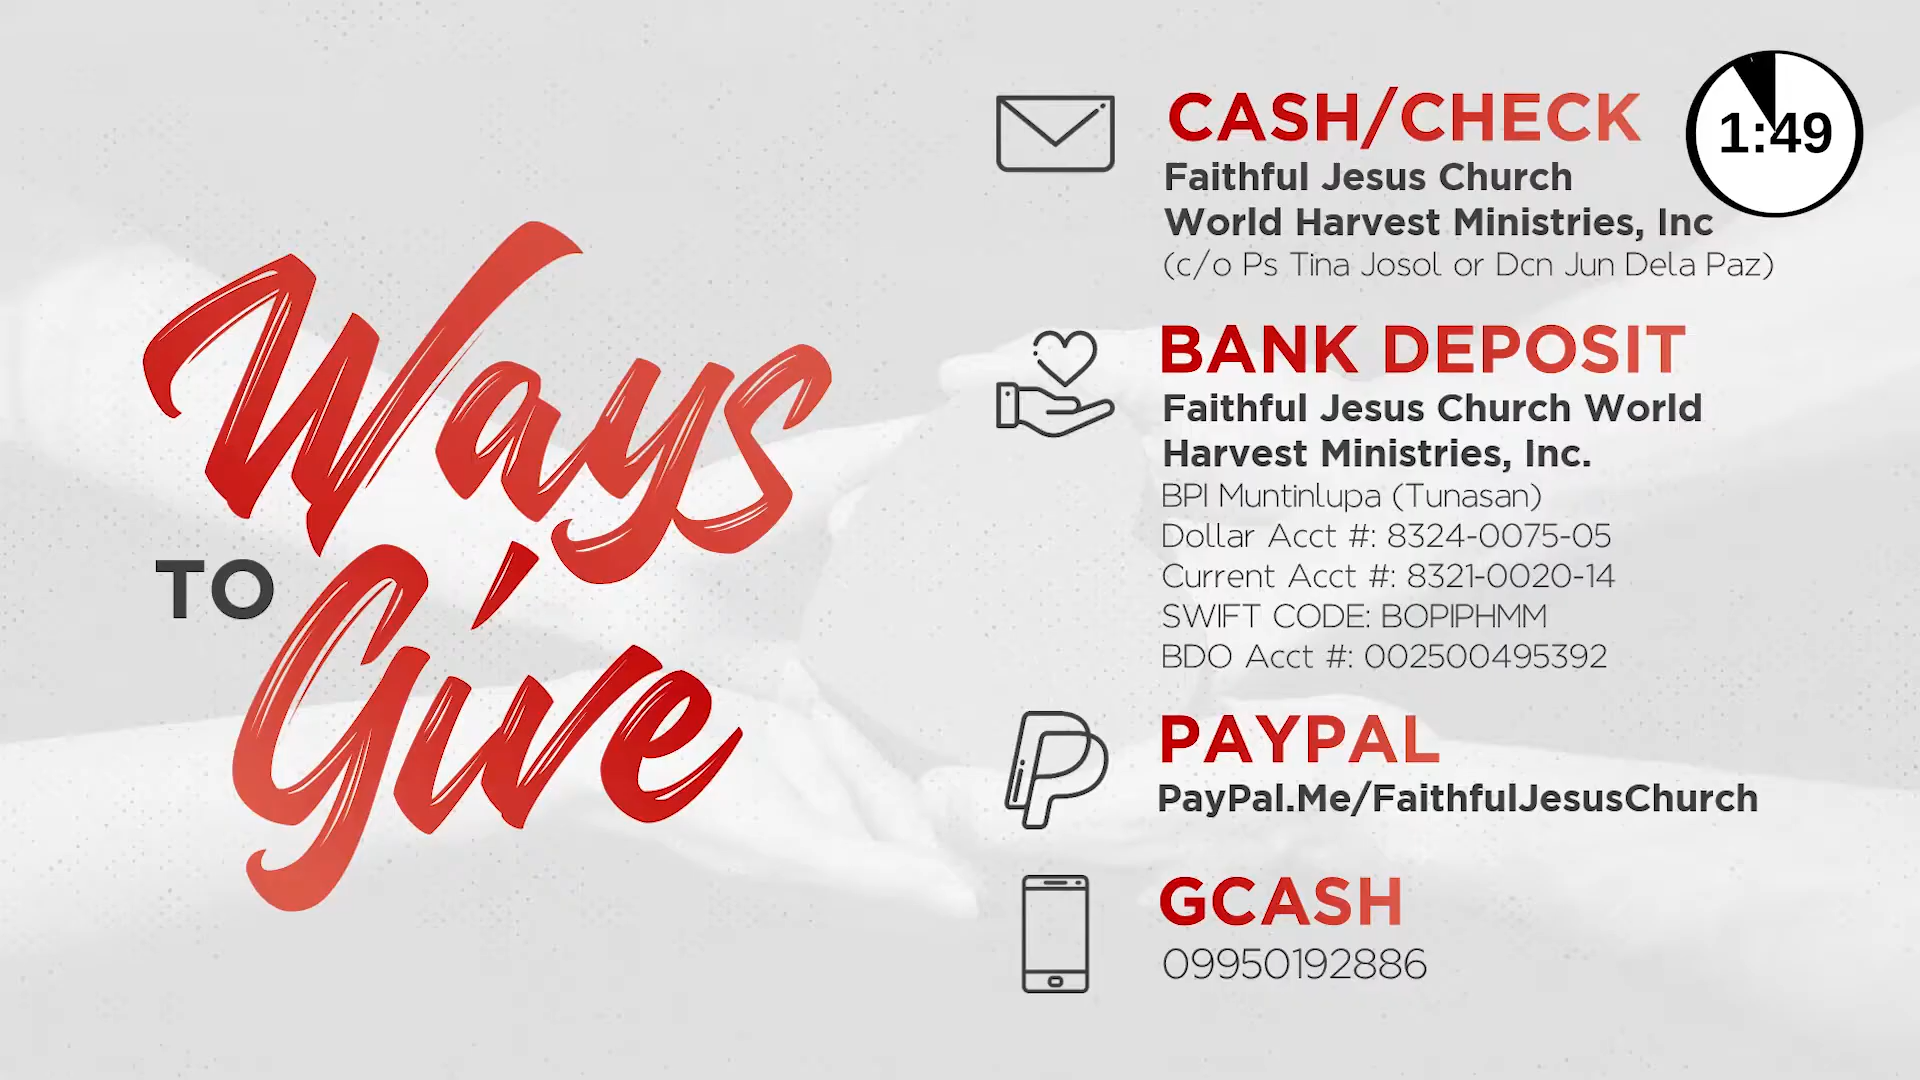 Ways
TO
Give
CASH/CHECK
Faithful Jesus Church
World Harvest Ministries, Inc
(c/o Ps Tina Josol or Dcn Jun Dela Paz)
1:49
BANK DEPOSIT
Faithful Jesus Church World
Harvest Ministries, Inc.
BPI Muntinlupa (Tunasan)
Dollar Acct #: 8324-0075-05
Current Acct #: 8321-0020-14
SWIFT CODE: BOPIPHMM
BDO Acct #: 002500495392
PAYPAL
PayPal.Me/FaithfulJesusChurch
GCASH
09950192886